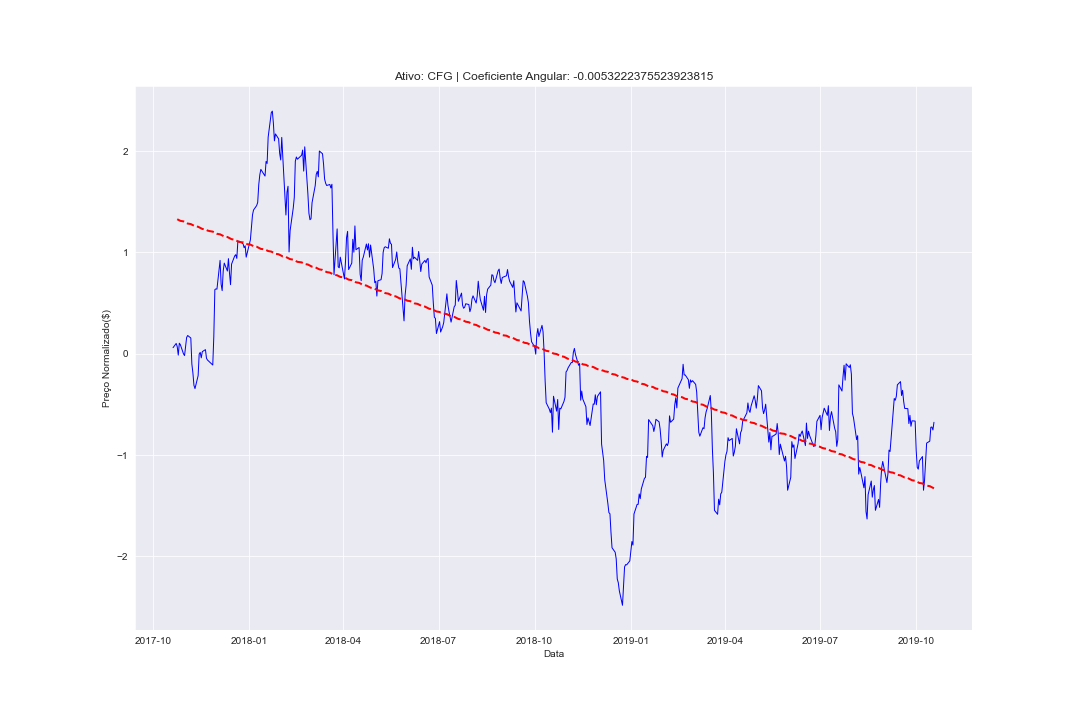 Ativo: CFG | Coeficiente Angular: -0.0053222375523923815
Preço Normalizado($)
2
1
0
−1
−2
2017-10 2018-01 2018-04 2018-07 2018-10 2019-01 2019-04 2019-07 2019-10
Data